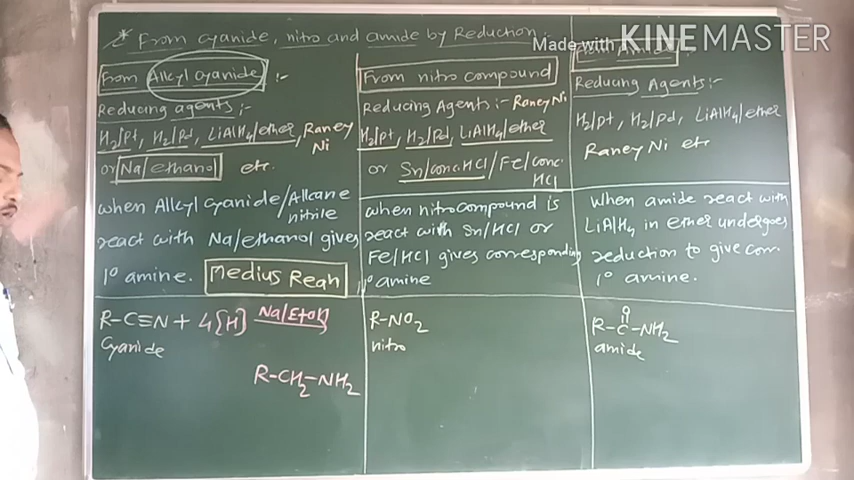 From cyanide, nitro and amide by Reduction:
Made with KINEMASTER
From Alkyl cyanide :-
Reducing agents :-
H2/Pt, H2/Pd, LiAlH4/ether, Raney Ni
or Na/ethanol etc.
when Alkyl Cyanide/Alkane nitrile
react with Na/ethanol gives
1° amine. Medius Reqn
R-C≡N + 4[H] Na/EtOH
Cyanide
R-CH2-NH2
From nitro compound
Reducing Agents :- Raney Ni
H2/pt, H2/Pd, LiAlH4/ether
or Sn/conc.HCl/Fe/conc. HCl
when nitrocompound is
react with Sn/HCl or
Fe/HCl gives corresponding
1° amine
R-NO2
nitro
Reducing Agents :-
H2/pt, H2/Pd, LiAlH4/ether
Raney Ni etc
When amide react with
LiAlH4 in ether undergoes
reduction to give corr.
1° amine.
O
R-C-NH2
amide